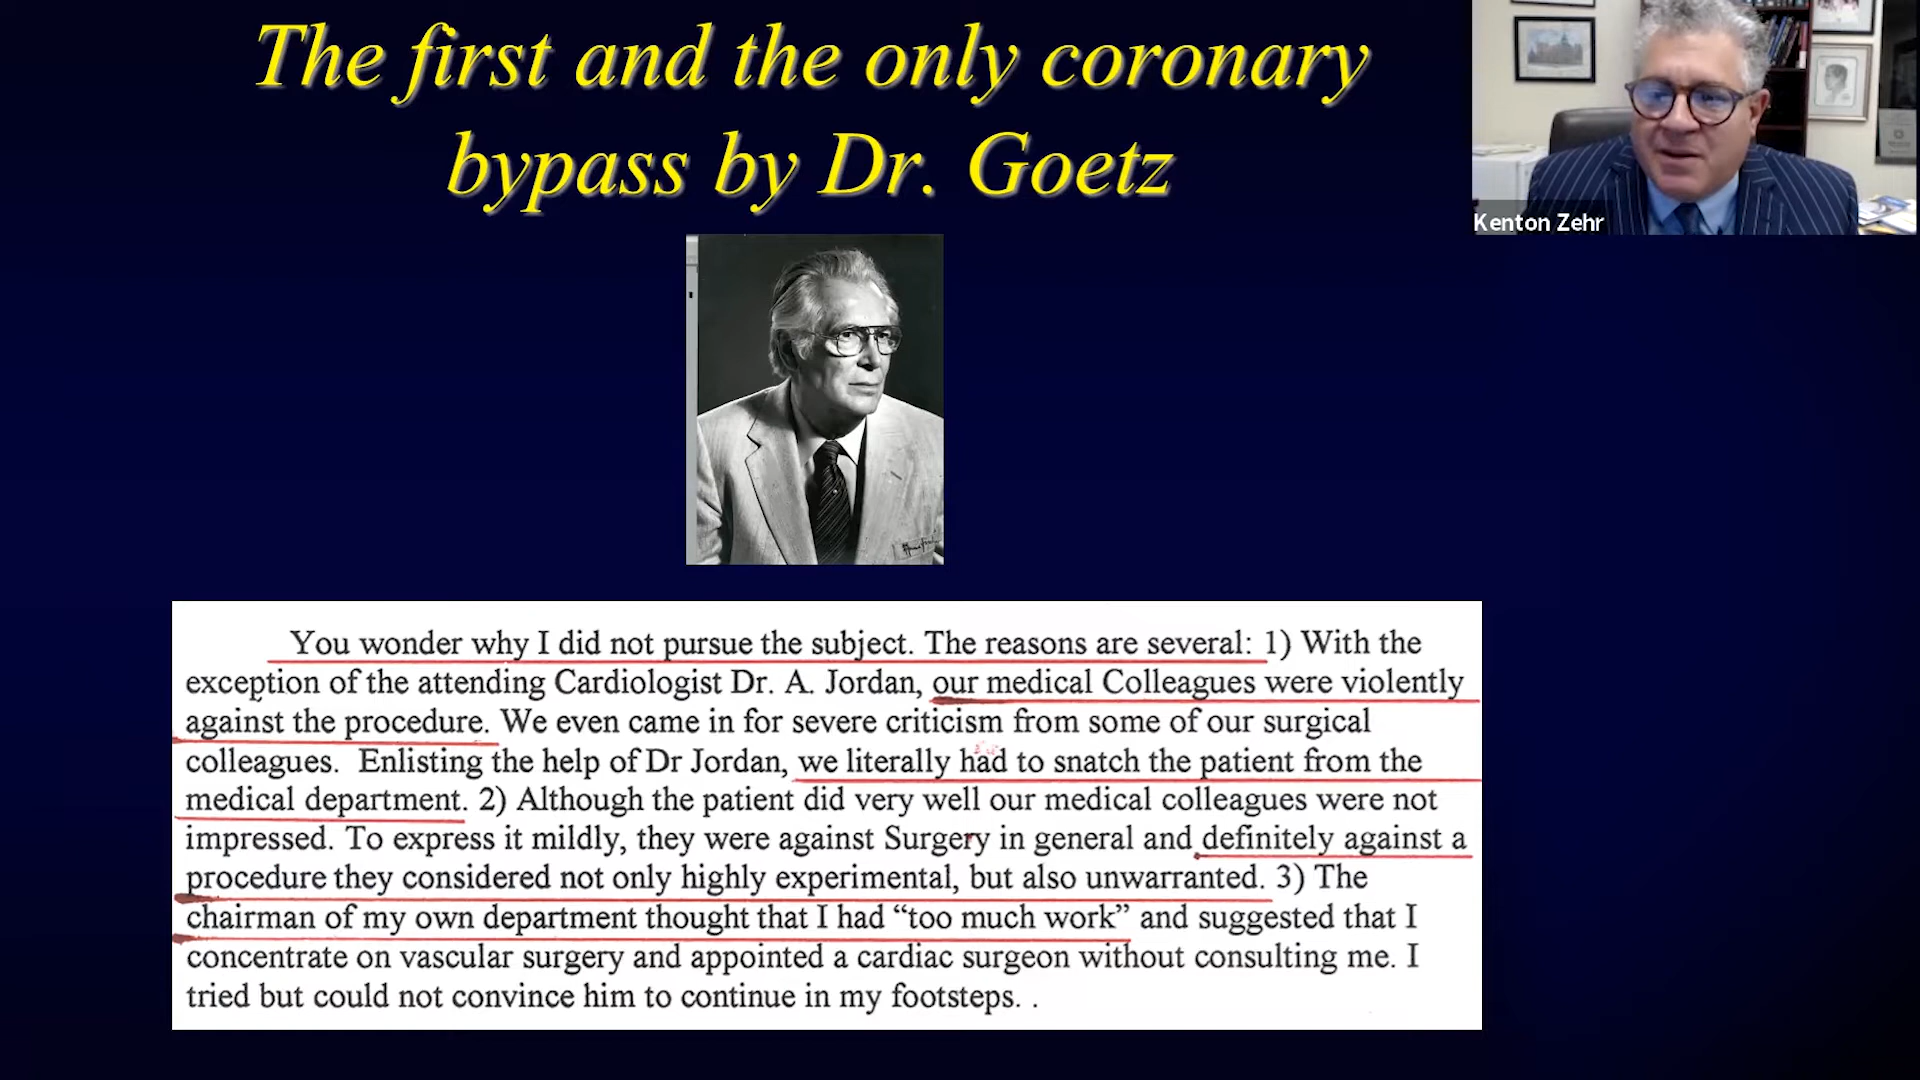 The first and the only coronary
bypass by Dr. Goetz
Kenton Zehr
You wonder why I did not pursue the subject. The reasons are several: 1) With the
exception of the attending Cardiologist Dr. A. Jordan, our medical Colleagues were violently
against the procedure. We even came in for severe criticism from some of our surgical
colleagues. Enlisting the help of Dr Jordan, we literally had to snatch the patient from the
medical department. 2) Although the patient did very well our medical colleagues were not
impressed. To express it mildly, they were against Surgery in general and definitely against a
procedure they considered not only highly experimental, but also unwarranted. 3) The
chairman of my own department thought that I had “too much work” and suggested that I
concentrate on vascular surgery and appointed a cardiac surgeon without consulting me. I
tried but could not convince him to continue in my footsteps. .